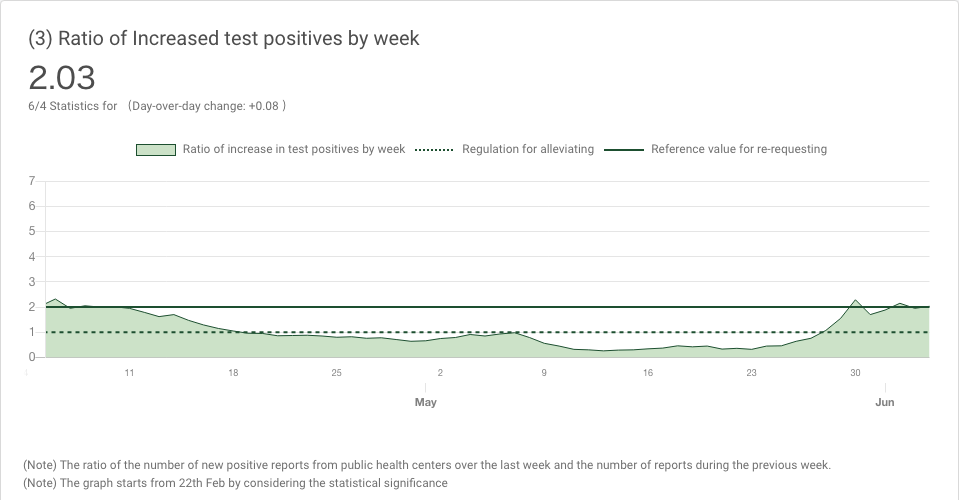 (3) Ratio of Increased test positives by week
2.03
6/4 Statistics for （Day-over-day change: +0.08 ）
Ratio of increase in test positives by week Regulation for alleviating Reference value for re-requesting
7
6
5
4
3
2
1
0
11 18 25 2 9 16 23 30
May Jun
(Note) The ratio of the number of new positive reports from public health centers over the last week and the number of reports during the previous week.
(Note) The graph starts from 22th Feb by considering the statistical significance